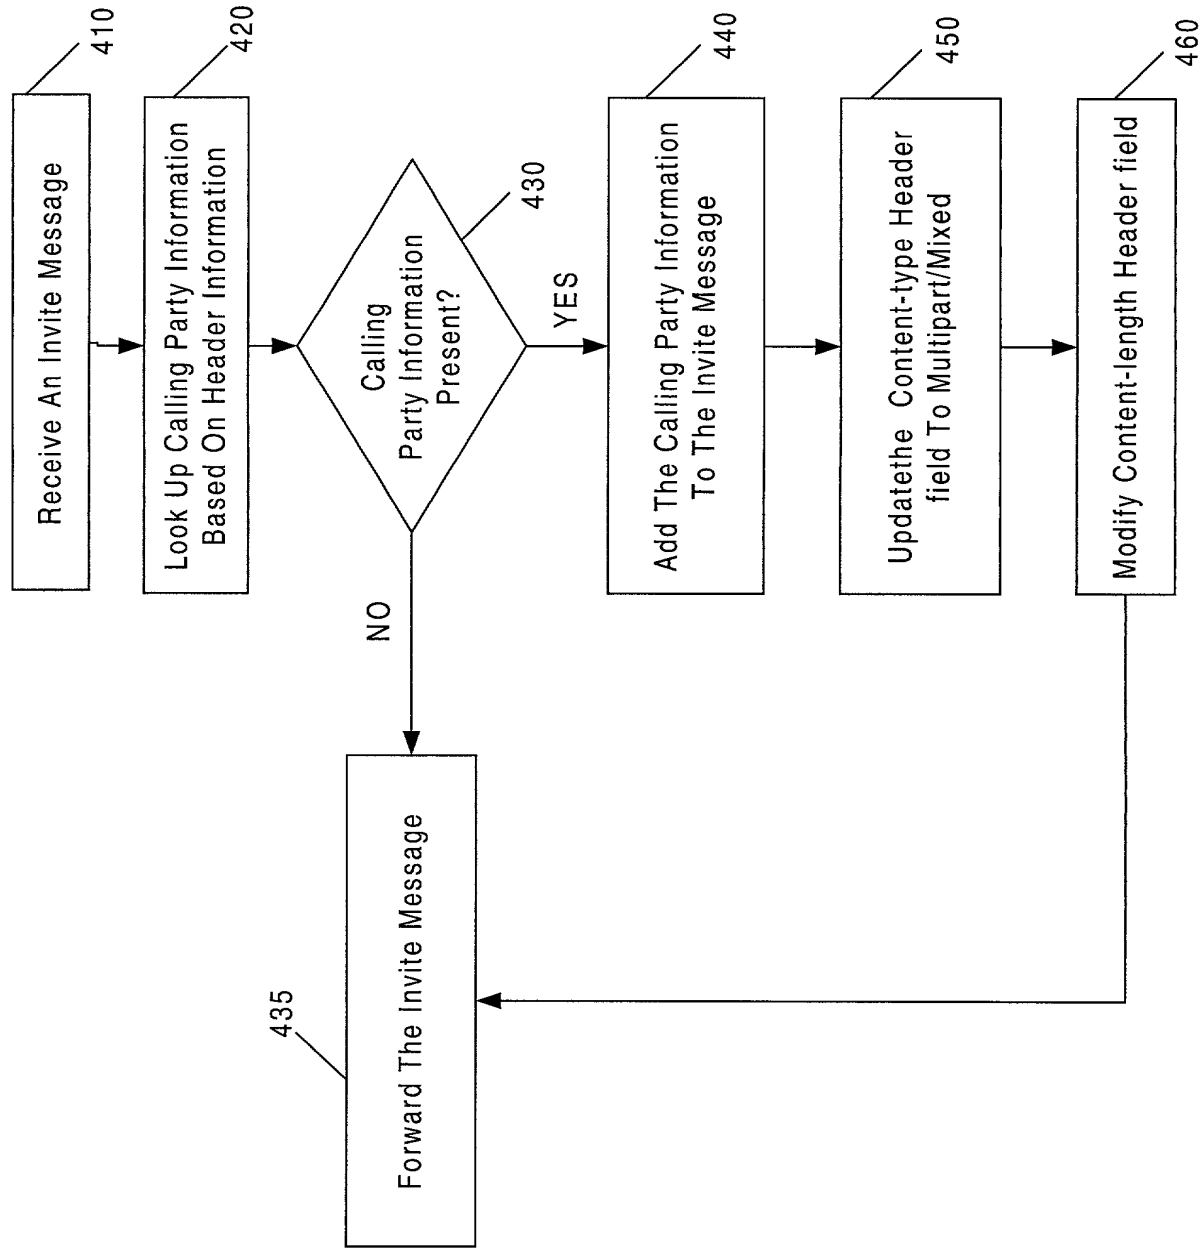 Receive An Invite Message
410
Look Up Calling Party Information
Based On Header Information
420
Calling
Party Information
Present?
430
NO
YES
Forward The Invite Message
435
Add The Calling Party Information
To The Invite Message
440
Updatethe Content-type Header
field To Multipart/Mixed
450
Modify Content-length Header field
460